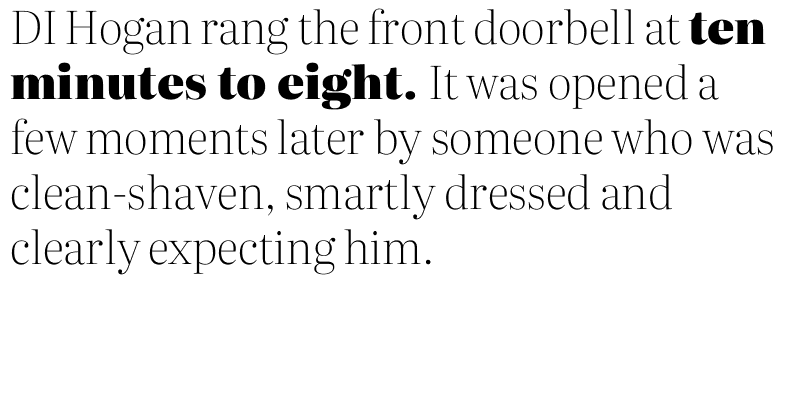 DI Hogan rang the front doorbell at ten
minutes to eight. It was opened a
few moments later by someone who was
clean-shaven, smartly dressed and
clearly expecting him.